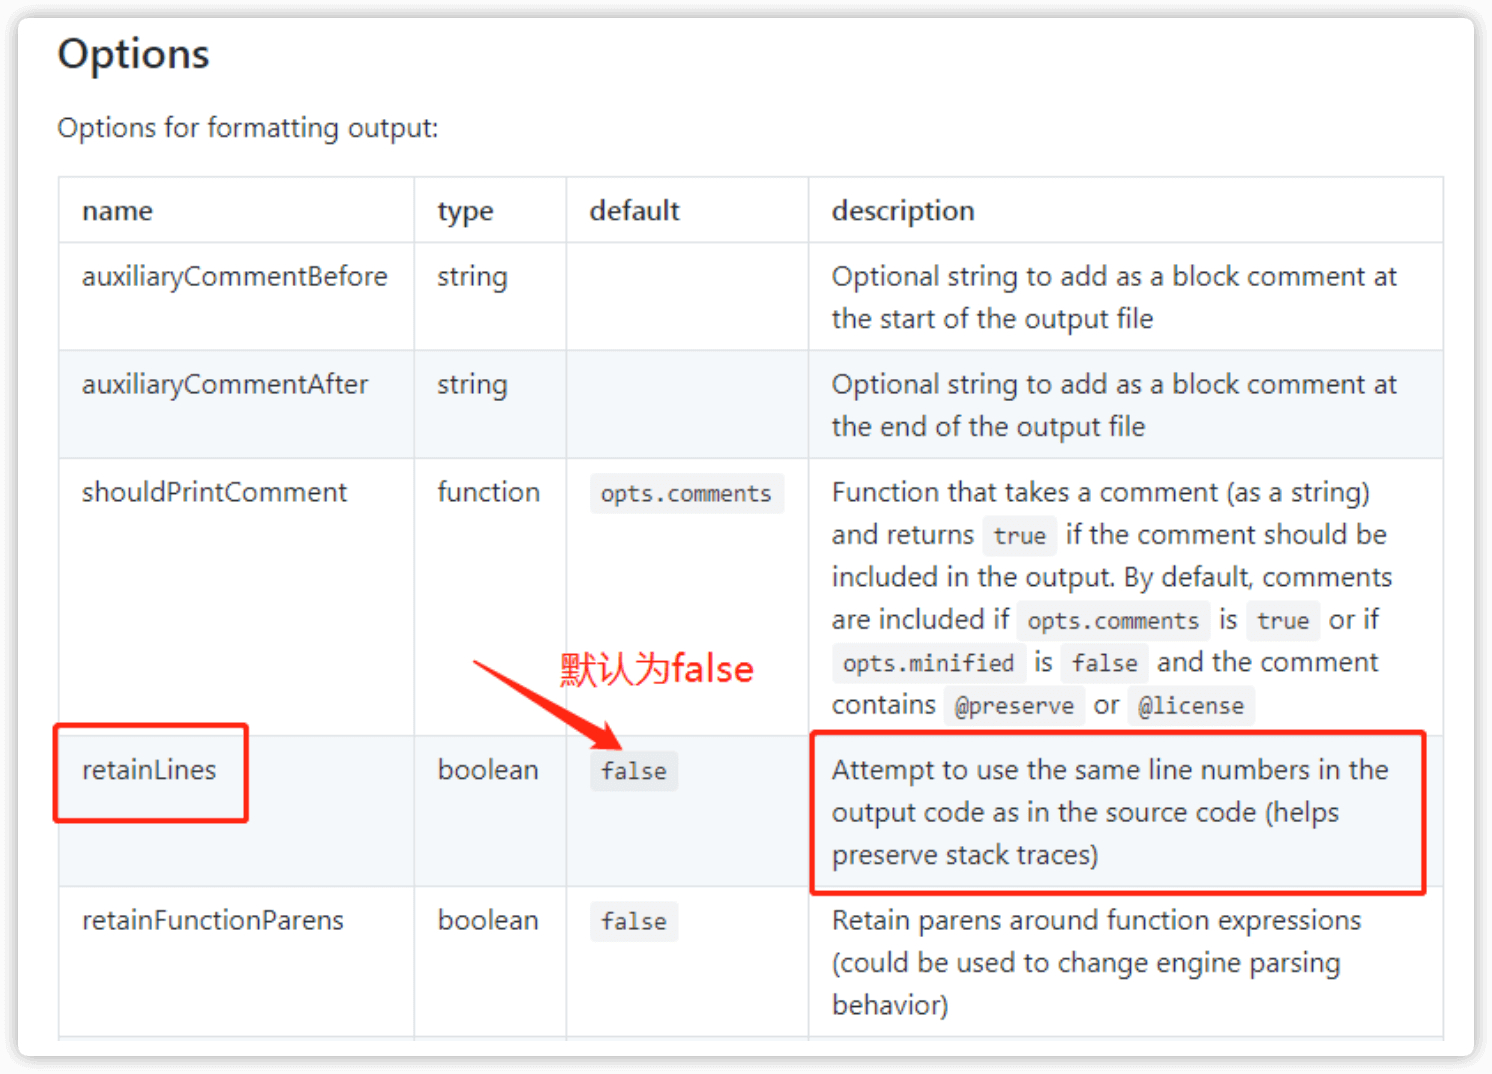 Options
Options for formatting output:
name type default description
auxiliaryCommentBefore string Optional string to add as a block comment at
the start of the output file
auxiliaryCommentAfter string Optional string to add as a block comment at
the end of the output file
shouldPrintComment function opts.comments Function that takes a comment (as a string)
and returns true if the comment should be
included in the output. By default, comments
are included if opts.comments is true or if
默认为false
opts.minified is false and the comment
contains @preserve or @license
retainLines boolean false Attempt to use the same line numbers in the
output code as in the source code (helps
preserve stack traces)
retainFunctionParens boolean false Retain parens around function expressions
(could be used to change engine parsing
behavior)